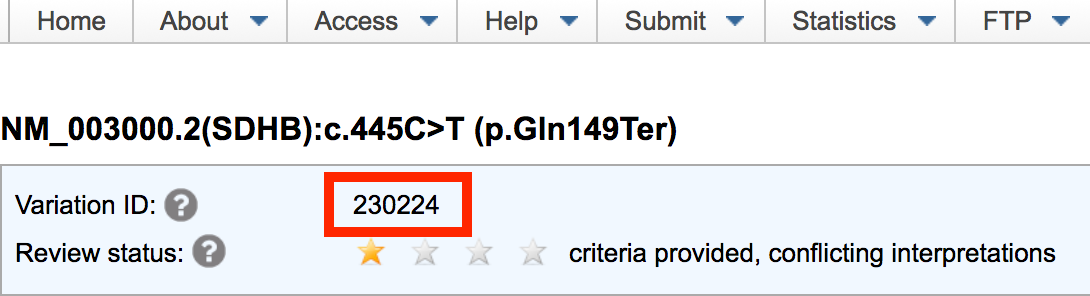 Home About Access Help Submit Statistics FTP
NM_003000.2(SDHB):c.445C>T (p.Gln149Ter)
Variation ID: ? 230224
Review status: ? criteria provided, conflicting interpretations